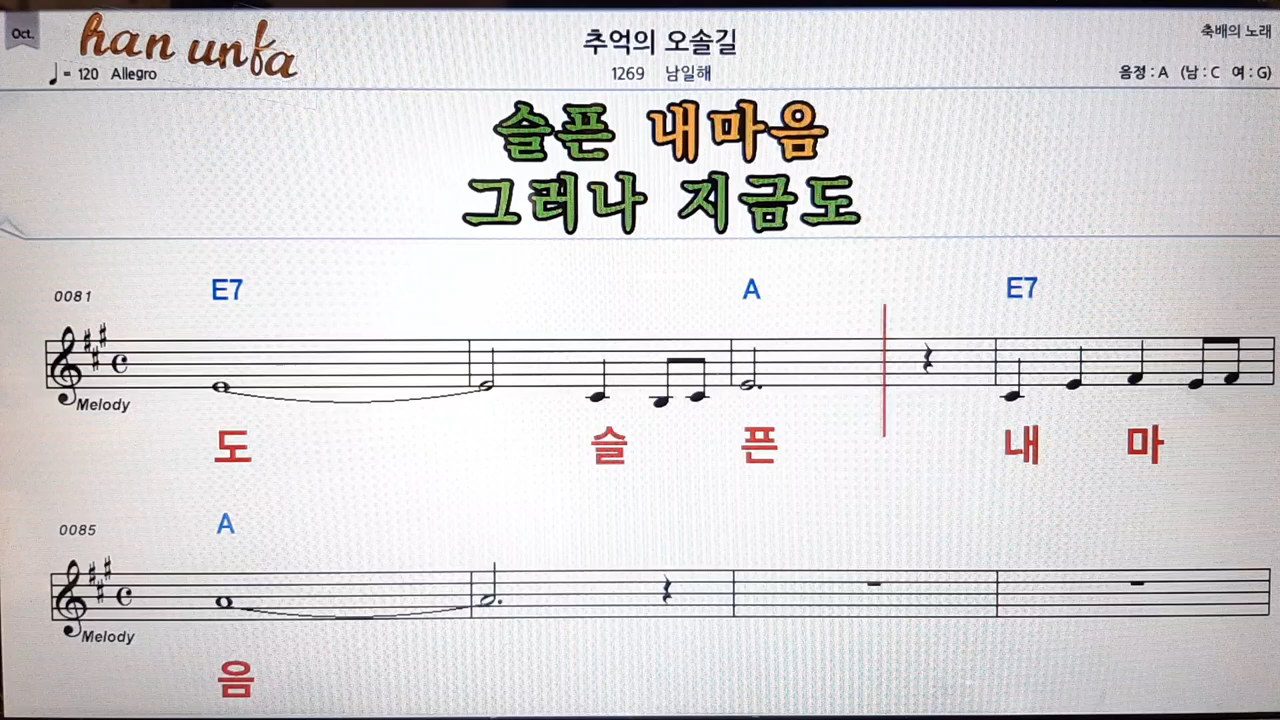 Oct.
han unfa
추억의 오솔길
축배의 노래
♩= 120 Allegro
1269 남일해
음정 : A (남 : C 여 : G)
슬픈 내마음
그러나 지금도
0081
E7 A E7
Melody
도 슬 픈 내 마
0085
A
Melody
음